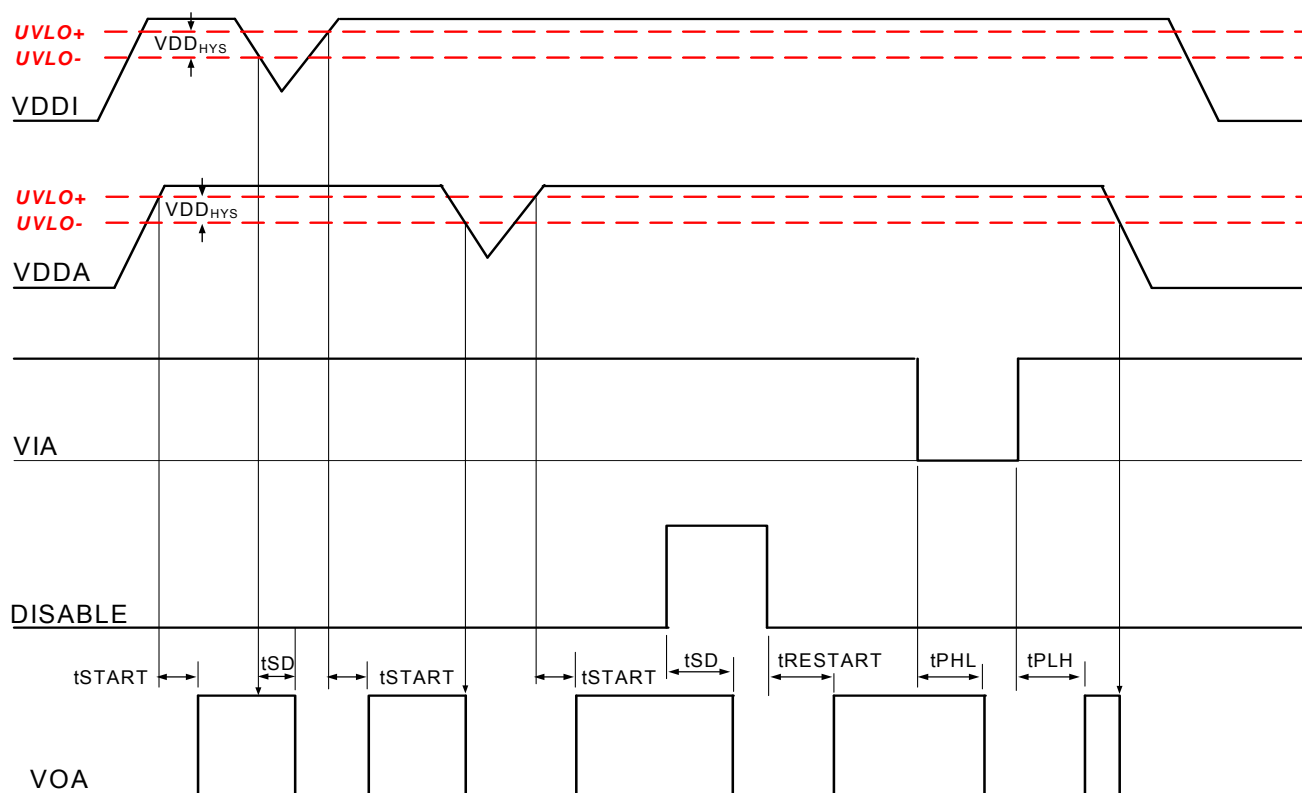 UVLO+
VDDHYS
UVLO-
VDDI
UVLO+
VDDHYS
UVLO-
VDDA
VIA
DISABLE
tSTART tSD tSTART tSTART tSD tRESTART tPHL tPLH
VOA